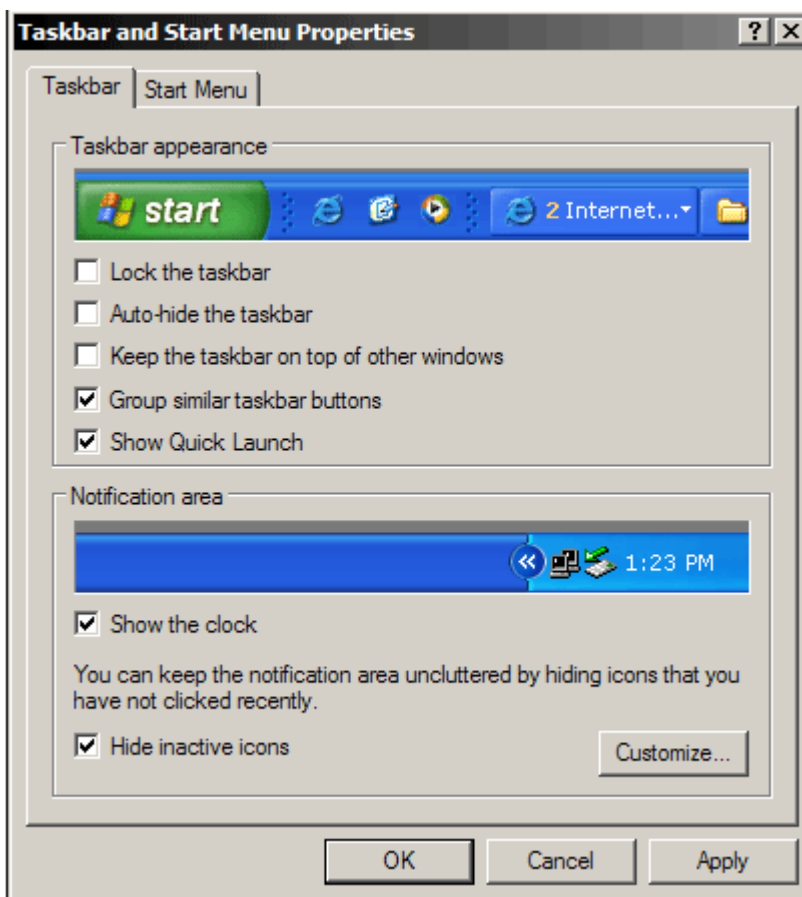 Taskbar and Start Menu Properties
Taskbar
Start Menu
Taskbar appearance
start
2 Internet...
Lock the taskbar
Auto-hide the taskbar
Keep the taskbar on top of other windows
Group similar taskbar buttons
Show Quick Launch
Notification area
1:23 PM
Show the clock
You can keep the notification area uncluttered by hiding icons that you
have not clicked recently.
Hide inactive icons
Customize...
OK
Cancel
Apply